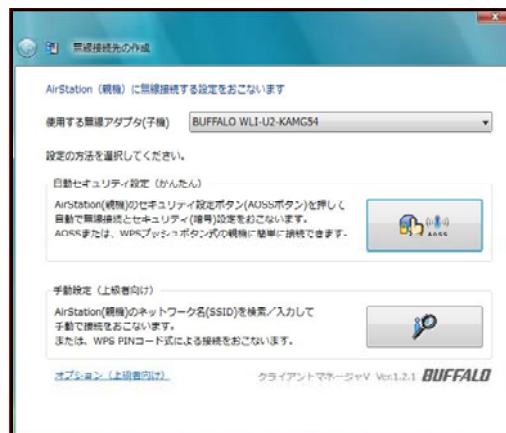 無線接続先の作成
AirStation（親機）に無線接続する設定をおこないます
使用する無線アダプタ(子機)
BUFFALO WLI-U2-KAMG54
設定の方法を選択してください。
自動セキュリティ設定（かんたん）
AirStation(親機)のセキュリティ設定ボタン(AOSSボタン)を押して
自動で無線接続とセキュリティ(暗号)設定をおこないます。
AOSSまたは、WPSプッシュボタン式の親機に簡単に接続できます。
AOSS
手動設定（上級者向け）
AirStation(親機)のネットワーク名(SSID)を検索／入力して
手動で接続をおこないます。
または、WPS PINコード式による接続をおこないます。
オプション（上級者向け）
クライアントマネージャV Ver.1.2.1 BUFFALO